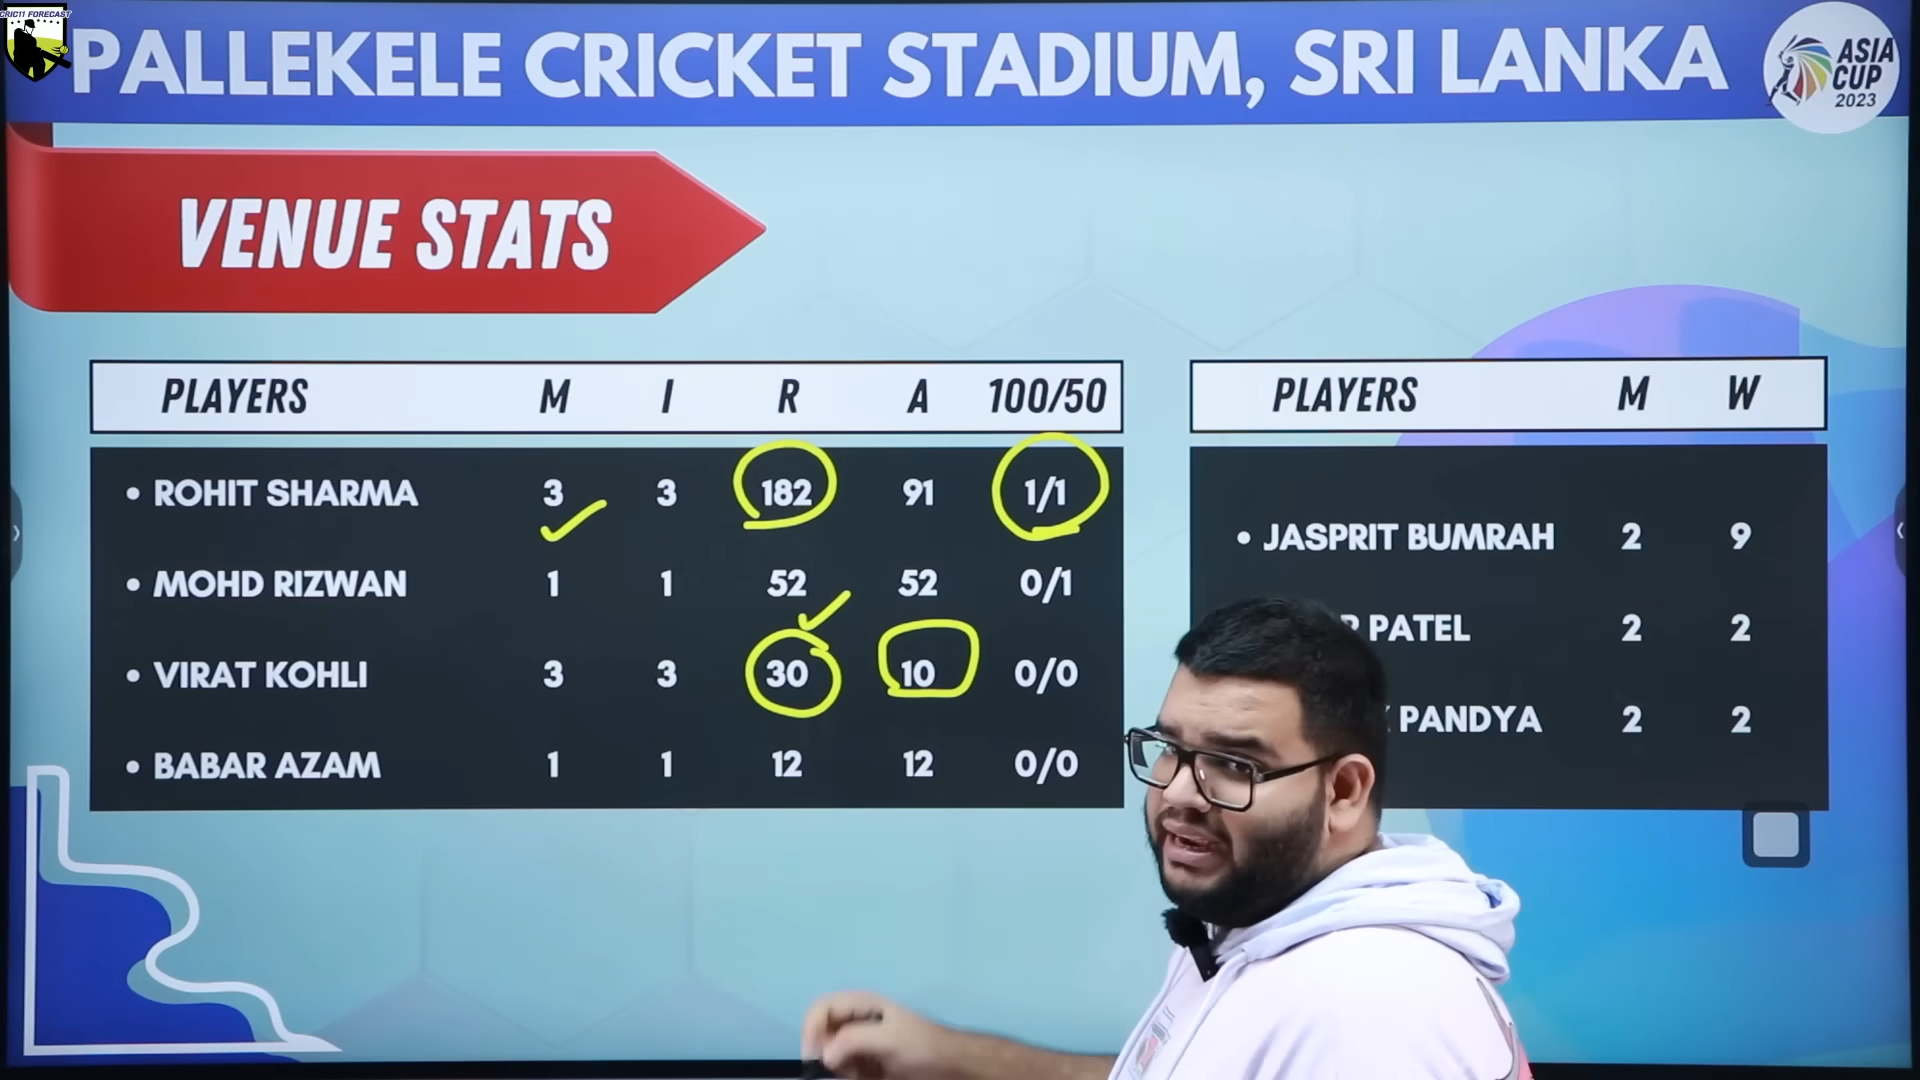 CRIC11 FORECAST
PALLEKELE CRICKET STADIUM, SRI LANKA
ASIA
CUP
2023
VENUE STATS
PLAYERS M I R A 100/50
• ROHIT SHARMA 3 3 182 91 1/1
• MOHD RIZWAN 1 1 52 52 0/1
• VIRAT KOHLI 3 3 30 10 0/0
• BABAR AZAM 1 1 12 12 0/0
PLAYERS M W
• JASPRIT BUMRAH 2 9
PATEL 2 2
PANDYA 2 2